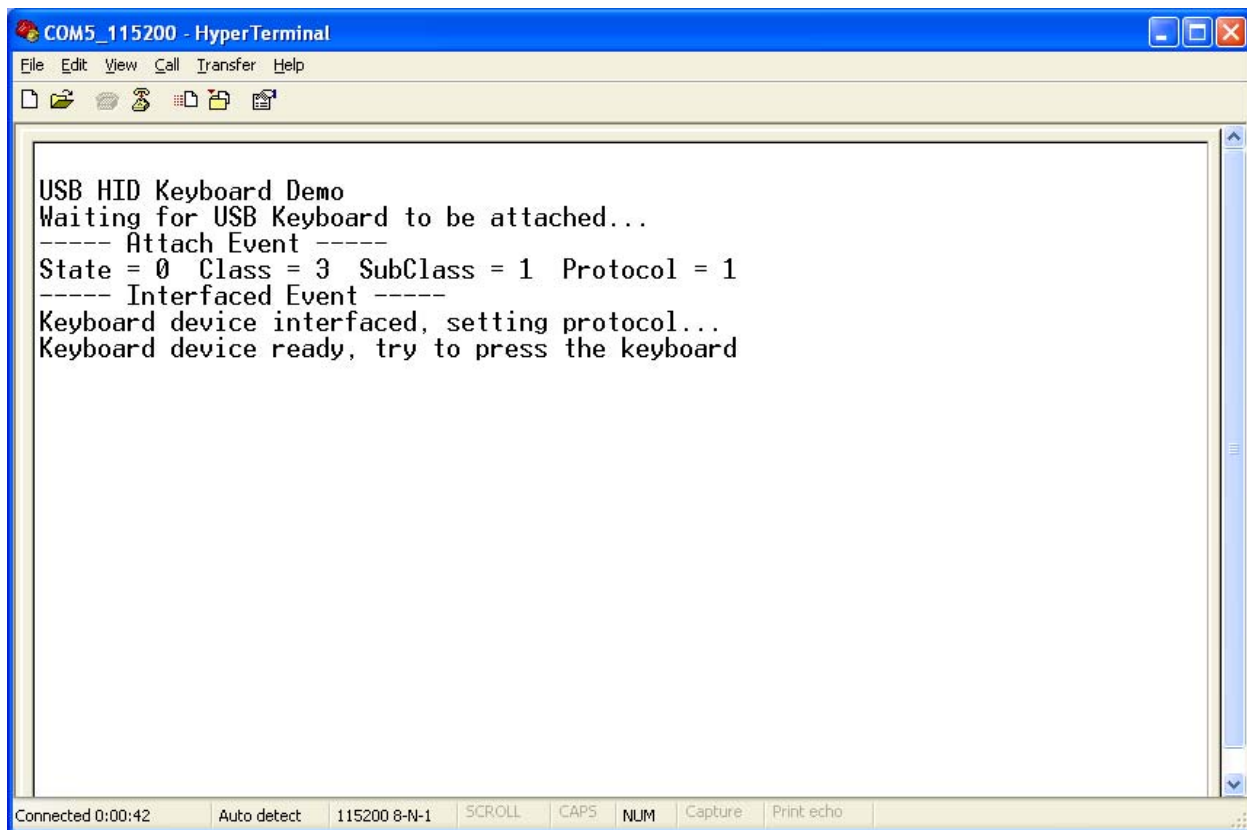 COM5_115200 - HyperTerminal
File Edit View Call Transfer Help
USB HID Keyboard Demo
Waiting for USB Keyboard to be attached...
----- Attach Event -----
State = 0  Class = 3  SubClass = 1  Protocol = 1
----- Interfaced Event -----
Keyboard device interfaced, setting protocol...
Keyboard device ready, try to press the keyboard
Connected 0:00:42 Auto detect 115200 8-N-1 SCROLL CAPS NUM Capture Print echo